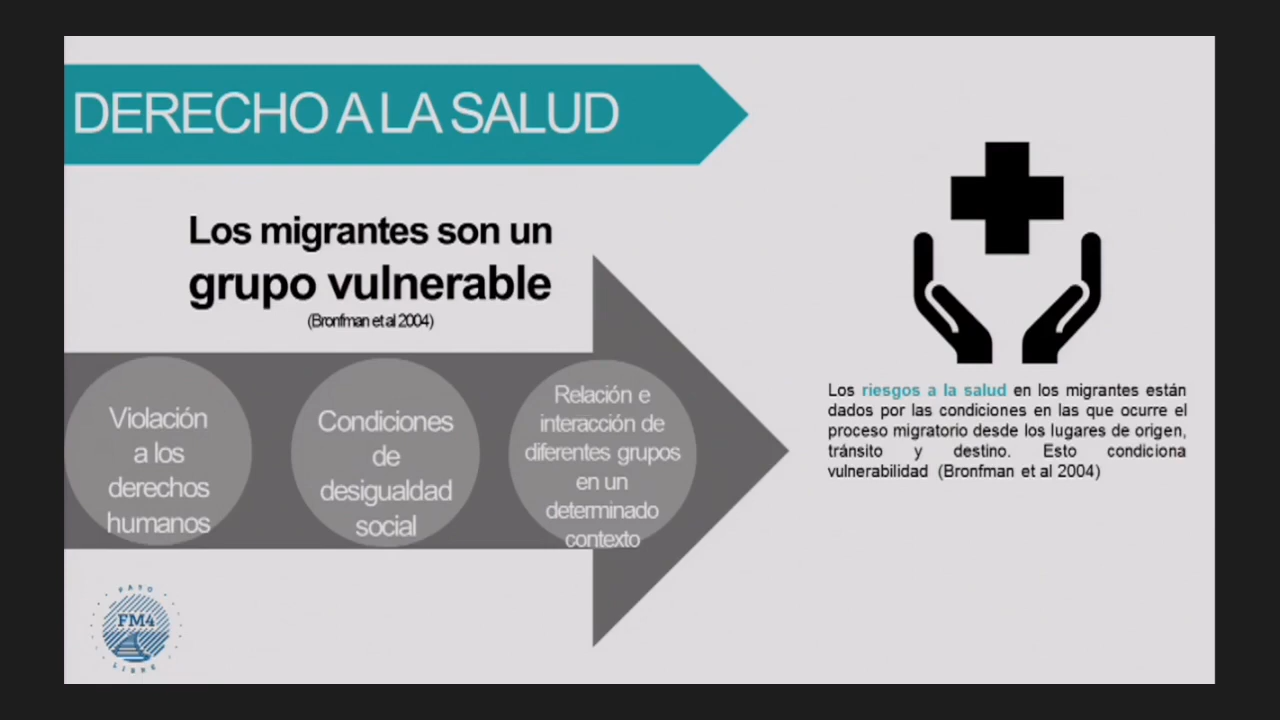 DERECHO A LA SALUD
Los migrantes son un
grupo vulnerable
(Bronfman et al 2004)
Violación
a los
derechos
humanos
Condiciones
de
desigualdad
social
Relación e
interacción de
diferentes grupos
en un
determinado
contexto
Los riesgos a la salud en los migrantes están
dados por las condiciones en las que ocurre el
proceso migratorio desde los lugares de origen,
tránsito y destino. Esto condiciona
vulnerabilidad (Bronfman et al 2004)
PASO
FM4
LIBRE